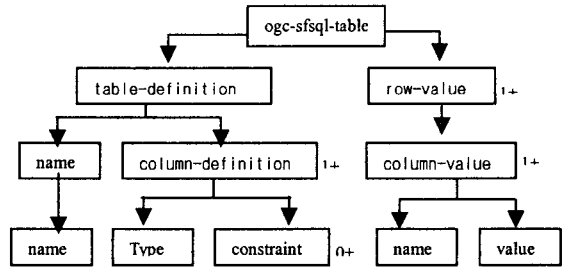 ogc-sfsql-table
table-definition
row-value 1+
name
column-definition 1+
column-value 1+
name
Type
constraint 0+
name
value